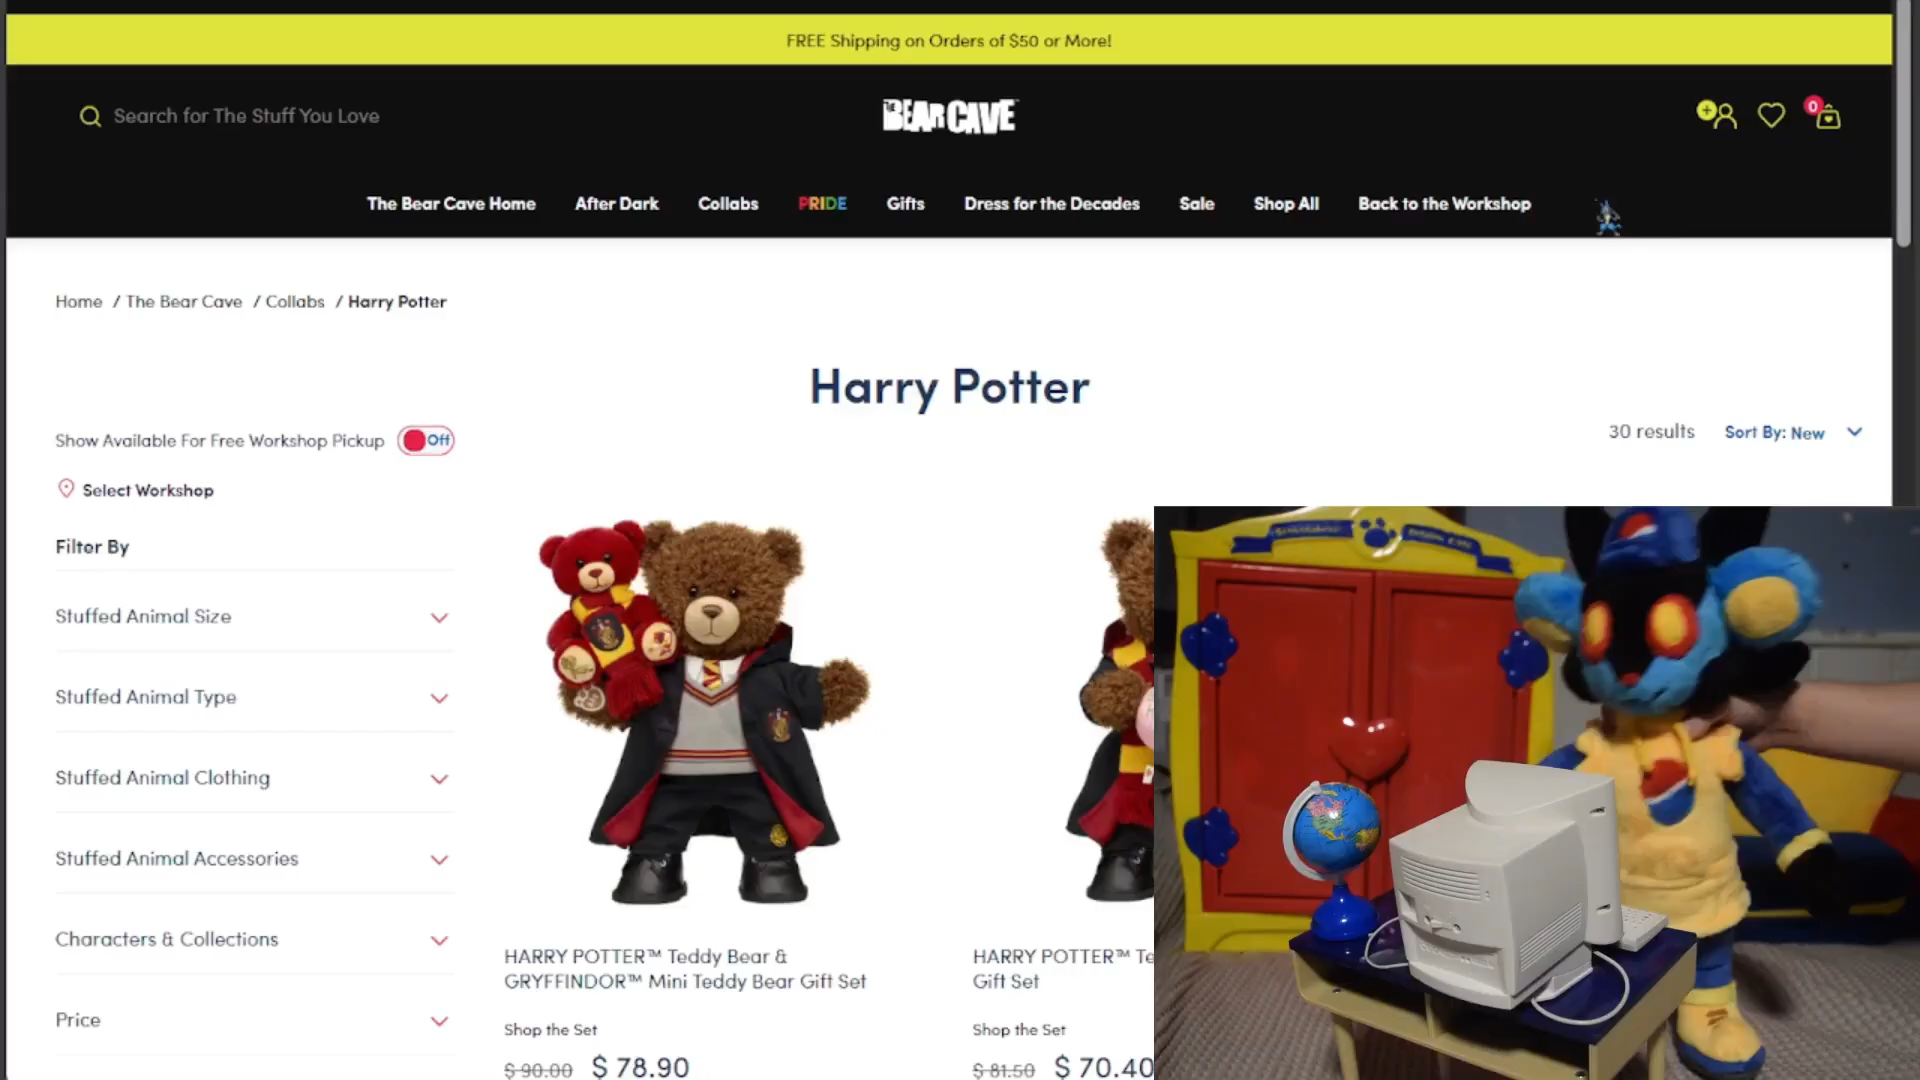 FREE Shipping on Orders of $50 or More!
Search for The Stuff You Love
THE BEAR CAVE
0
The Bear Cave Home After Dark Collabs PRIDE Gifts Dress for the Decades Sale Shop All Back to the Workshop
Home / The Bear Cave / Collabs / Harry Potter
Harry Potter
Show Available For Free Workshop Pickup Off
30 results Sort By: New
Select Workshop
Filter By
Stuffed Animal Size
Stuffed Animal Type
Stuffed Animal Clothing
Stuffed Animal Accessories
Characters & Collections
Price
HARRY POTTER™ Teddy Bear &
GRYFFINDOR™ Mini Teddy Bear Gift Set
Shop the Set
$ 90.00 $ 78.90
HARRY POTTER™ Te
Gift Set
Shop the Set
$ 81.50 $ 70.40